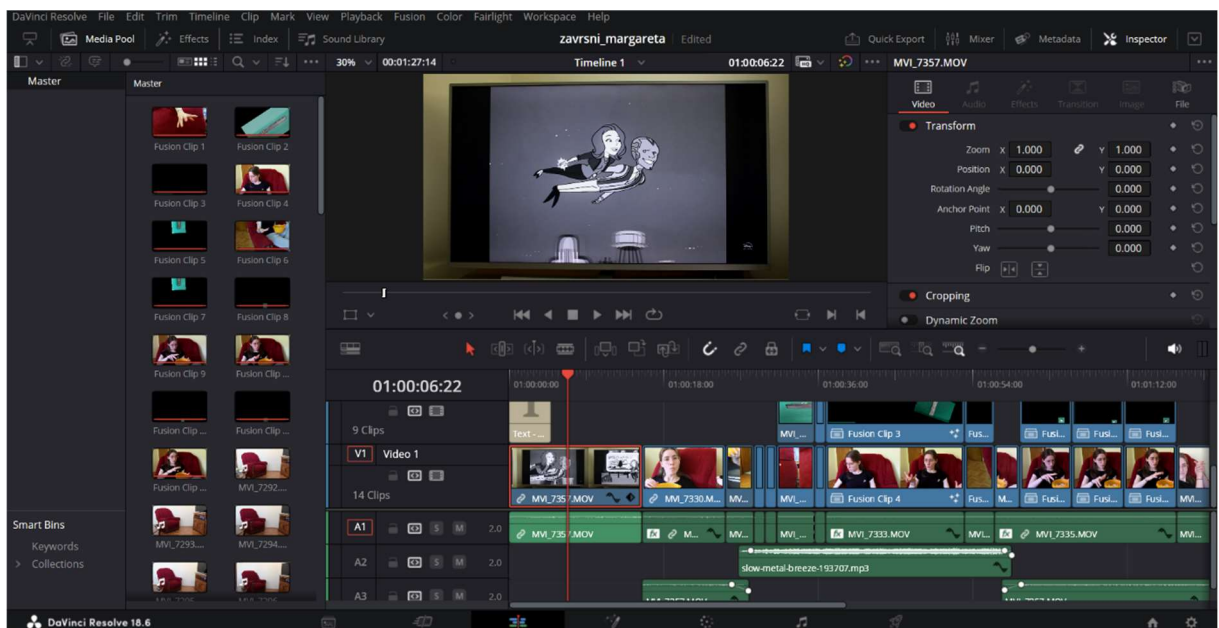 DaVinci Resolve File Edit Trim Timeline Clip Mark View Playback Fusion Color Fairlight Workspace Help
Media Pool Effects Index Sound Library zavrsni_margareta Edited Quick Export Mixer Metadata Inspector
30% 00:01:27:14 Timeline 1 01:00:06:22 MVI_7357.MOV
Master
Master
Fusion Clip 1 Fusion Clip 2
Fusion Clip 3 Fusion Clip 4
Fusion Clip 5 Fusion Clip 6
Fusion Clip 7 Fusion Clip 8
Fusion Clip 9 Fusion Clip ...
Fusion Clip ... Fusion Clip ...
Fusion Clip ... MVI_7292....
MVI_7293.... MVI_7294....
Smart Bins
Keywords
Collections
Video Audio Effects Transition Image File
Transform
Zoom X 1.000 Y 1.000
Position X 0.000 Y 0.000
Rotation Angle 0.000
Anchor Point X 0.000 Y 0.000
Pitch 0.000
Yaw 0.000
Flip
Cropping
Dynamic Zoom
01:00:06:22
01:00:00:00 01:00:18:00 01:00:36:00 01:00:54:00 01:01:12:00
9 Clips
Text - ... MVI_... Fusion Clip 3 Fus... Fusi... Fusi... Fusi...
V1 Video 1
14 Clips
MVI_7357.MOV MVI_7330.M... MV... MVI_... Fusion Clip 4 Fus... M... Fusi... Fusi... Fusi... MVI...
A1 S M 2.0 MVI_7357.MOV fx M... MV... MVI_... fx MVI_7333.MOV MVI_... fx MVI_7335.MOV MVI...
A2 S M 2.0 slow-metal-breeze-193707.mp3
A3 S M 2.0
DaVinci Resolve 18.6